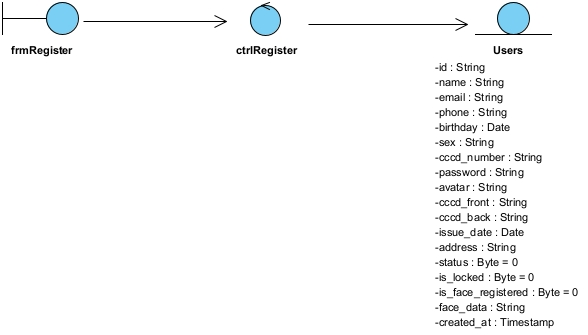 frmRegister
ctrlRegister
Users
-id : String
-name : String
-email : String
-phone : String
-birthday : Date
-sex : String
-cccd_number : String
-password : String
-avatar : String
-cccd_front : String
-cccd_back : String
-issue_date : Date
-address : String
-status : Byte = 0
-is_locked : Byte = 0
-is_face_registered : Byte = 0
-face_data : String
-created_at : Timestamp